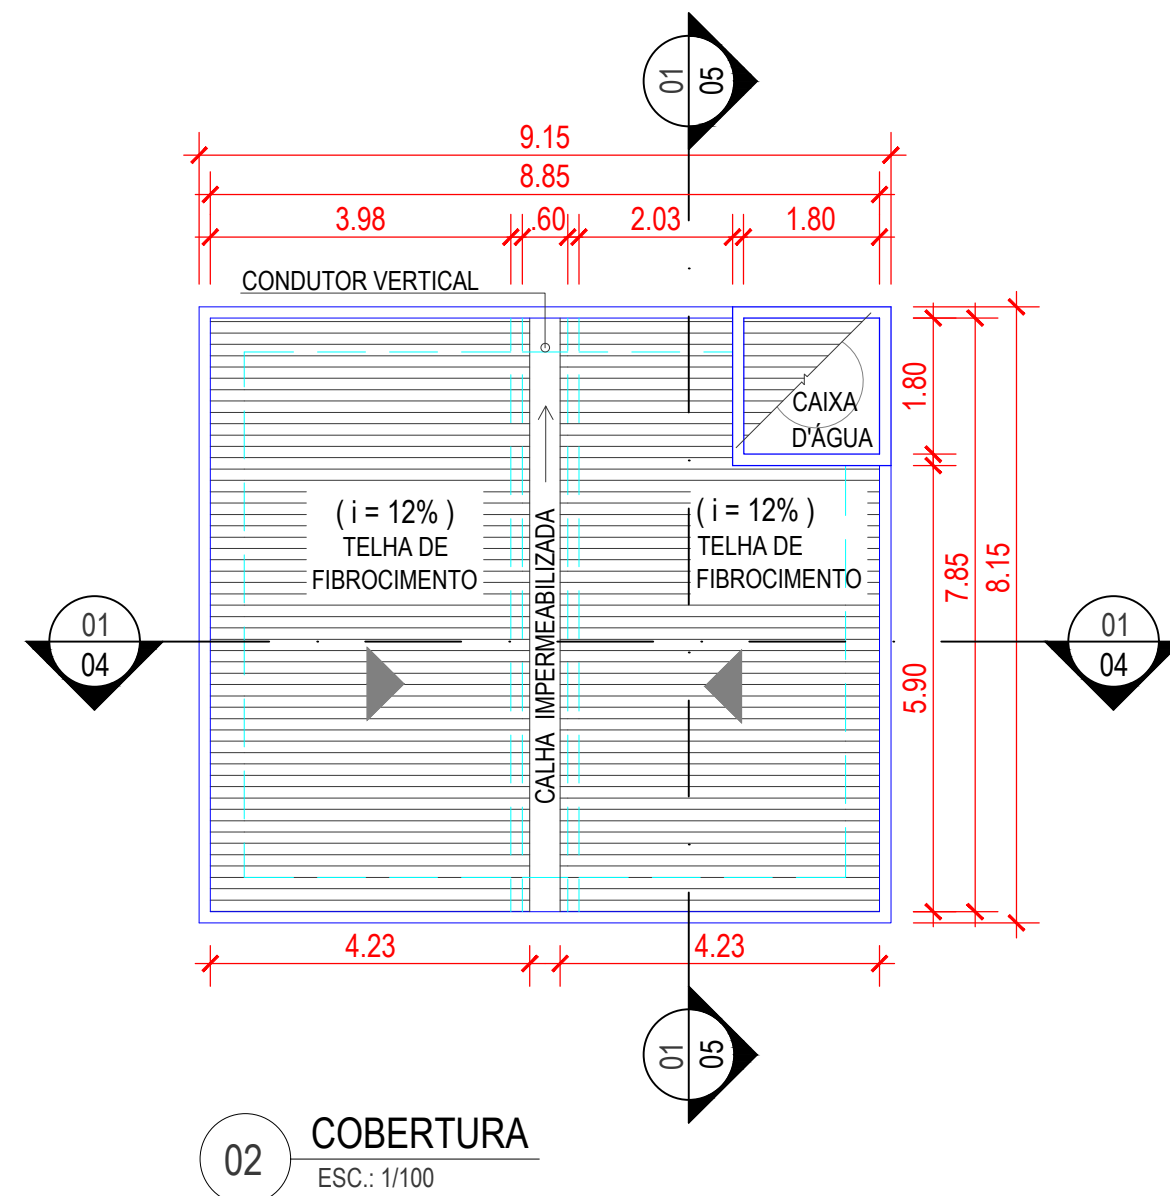 01
05
9.15
8.85
3.98
.60
2.03
1.80
CONDUTOR VERTICAL
CAIXA
D'ÁGUA
1.80
( i = 12% )
TELHA DE
FIBROCIMENTO
CALHA IMPERMEABILIZADA
( i = 12% )
TELHA DE
FIBROCIMENTO
7.85
8.15
5.90
01
04
01
04
4.23
4.23
01
05
02
COBERTURA
ESC.: 1/100